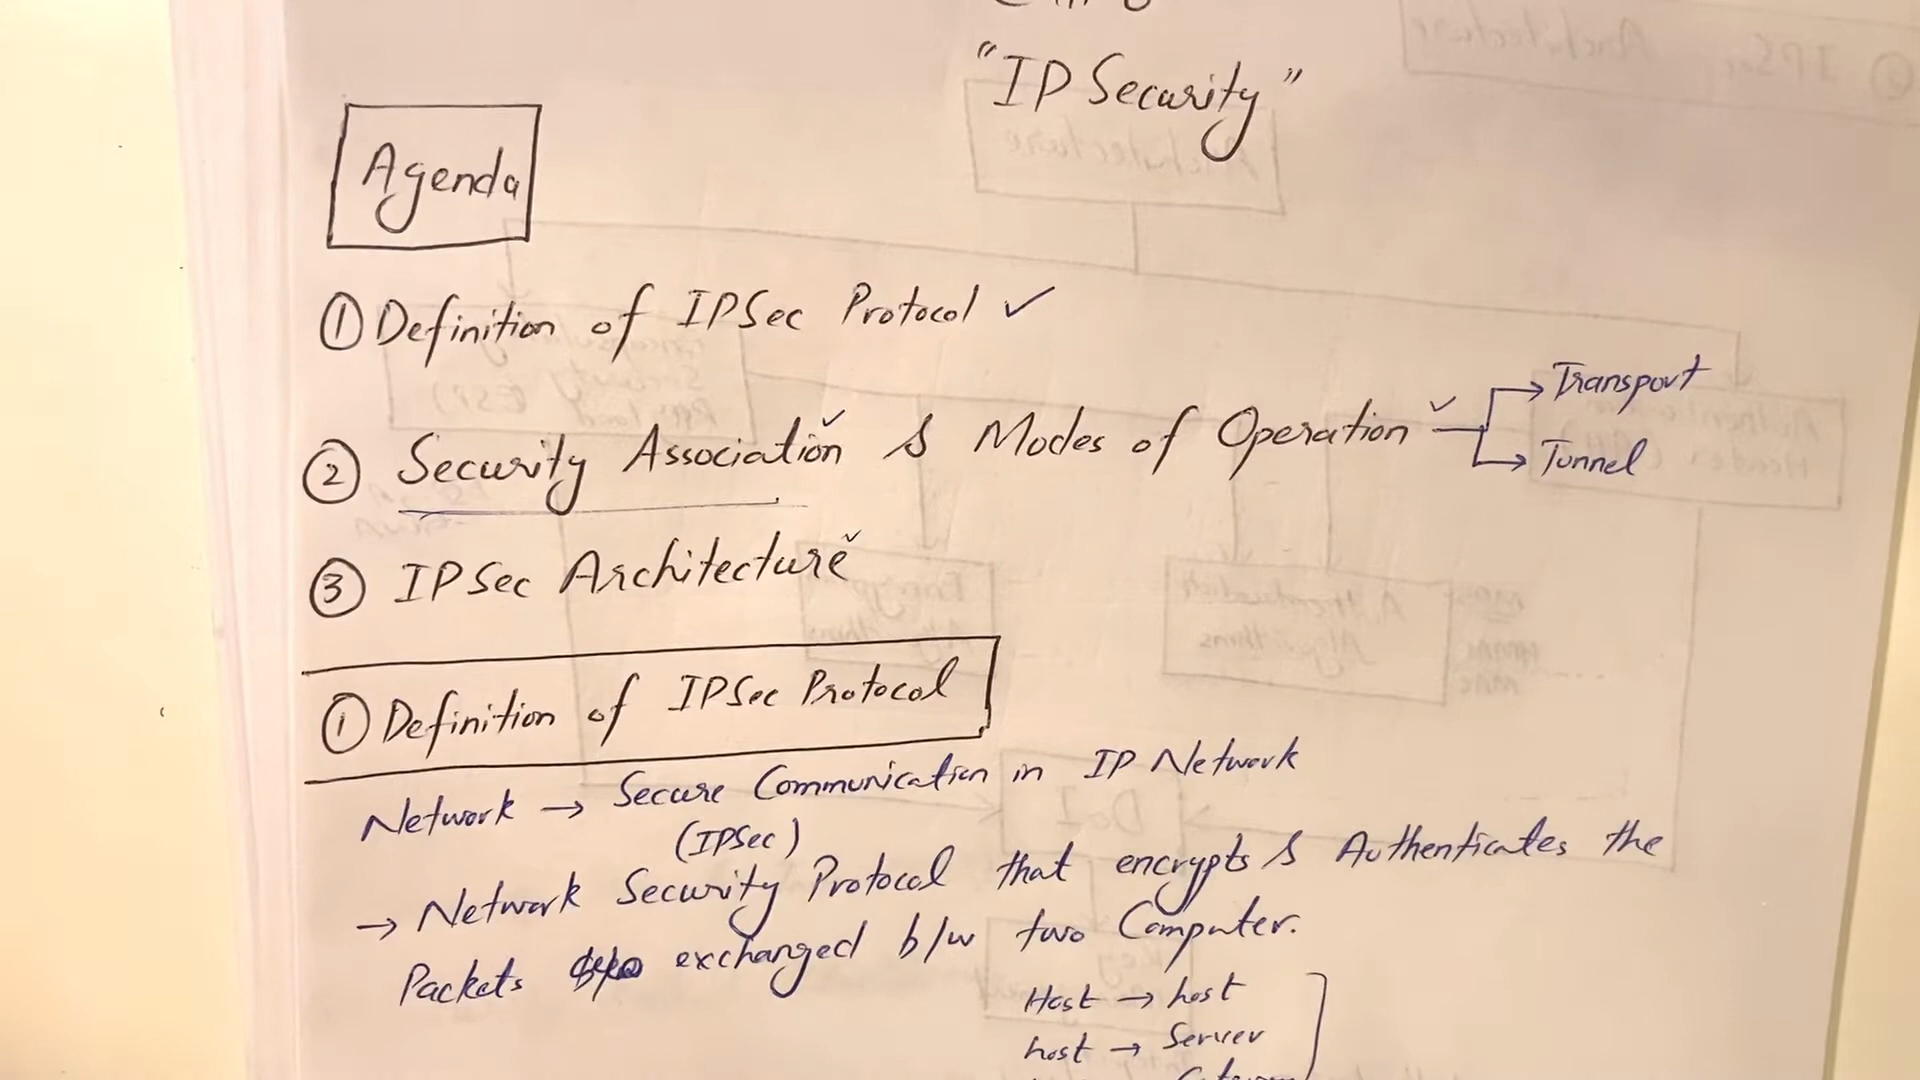 "IP Security"
Agenda
① Definition of IPSec Protocol ✓
② Security Association ✓ & Modes of Operation ✓ → Transport
→ Tunnel
③ IPSec Architecture ✓
① Definition of IPSec Protocol
Network → Secure Communication in IP Network
(IPSec)
→ Network Security Protocol that encrypts & Authenticates the
Packets exchanged b/w two Computer.
Host → host
host → Server